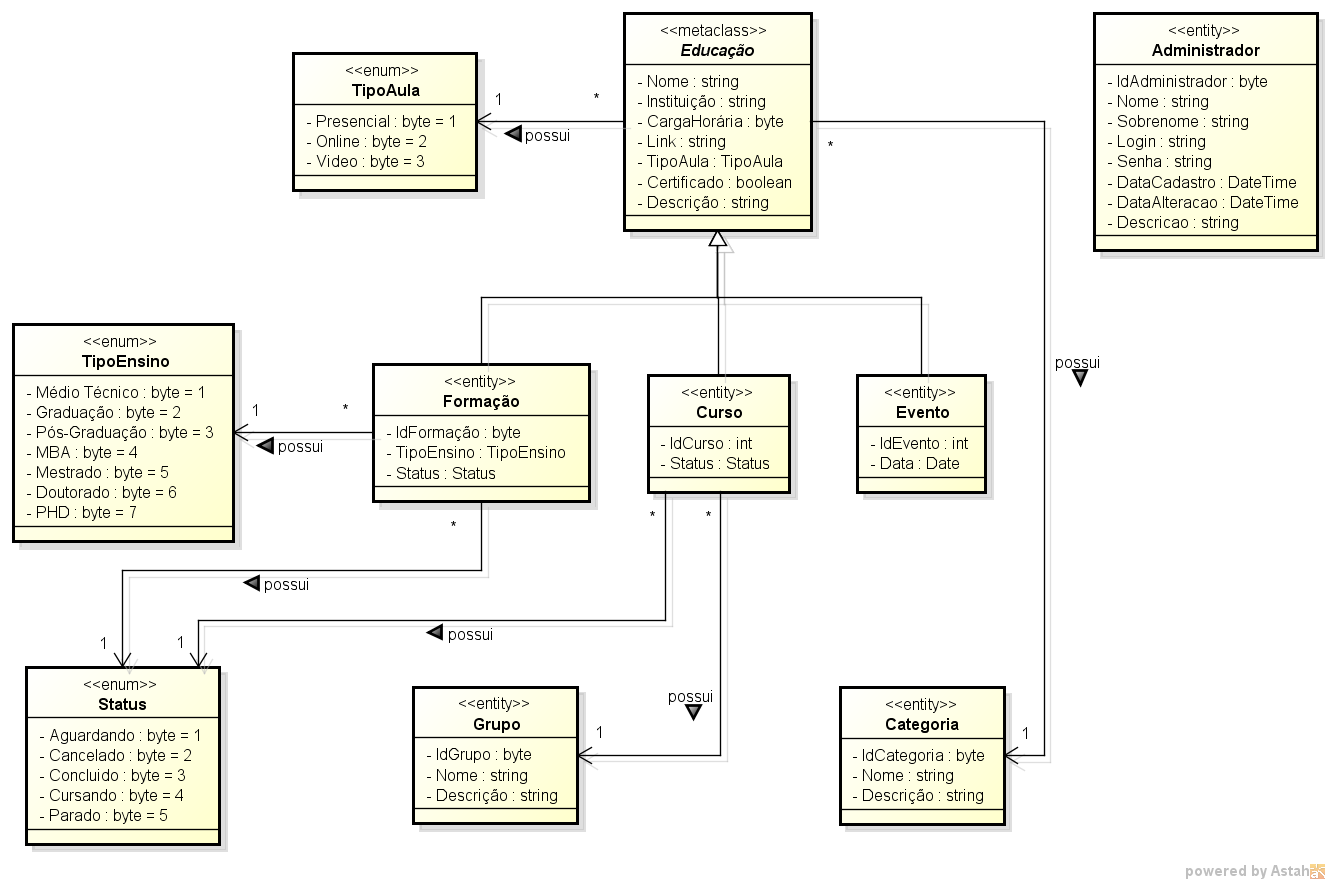 <<metaclass>>
Educação
- Nome : string
- Instituição : string
- CargaHorária : byte
- Link : string
- TipoAula : TipoAula
- Certificado : boolean
- Descrição : string
<<entity>>
Administrador
- IdAdministrador : byte
- Nome : string
- Sobrenome : string
- Login : string
- Senha : string
- DataCadastro : DateTime
- DataAlteracao : DateTime
- Descricao : string
<<enum>>
TipoAula
- Presencial : byte = 1
- Online : byte = 2
- Video : byte = 3
1
*
possui
*
possui
<<enum>>
TipoEnsino
- Médio Técnico : byte = 1
- Graduação : byte = 2
- Pós-Graduação : byte = 3
- MBA : byte = 4
- Mestrado : byte = 5
- Doutorado : byte = 6
- PHD : byte = 7
1
*
possui
<<entity>>
Formação
- IdFormação : byte
- TipoEnsino : TipoEnsino
- Status : Status
<<entity>>
Curso
- IdCurso : int
- Status : Status
<<entity>>
Evento
- IdEvento : int
- Data : Date
*
*
*
possui
possui
1
1
possui
<<enum>>
Status
- Aguardando : byte = 1
- Cancelado : byte = 2
- Concluido : byte = 3
- Cursando : byte = 4
- Parado : byte = 5
<<entity>>
Grupo
- IdGrupo : byte
- Nome : string
- Descrição : string
1
<<entity>>
Categoria
- IdCategoria : byte
- Nome : string
- Descrição : string
1
powered by Astah